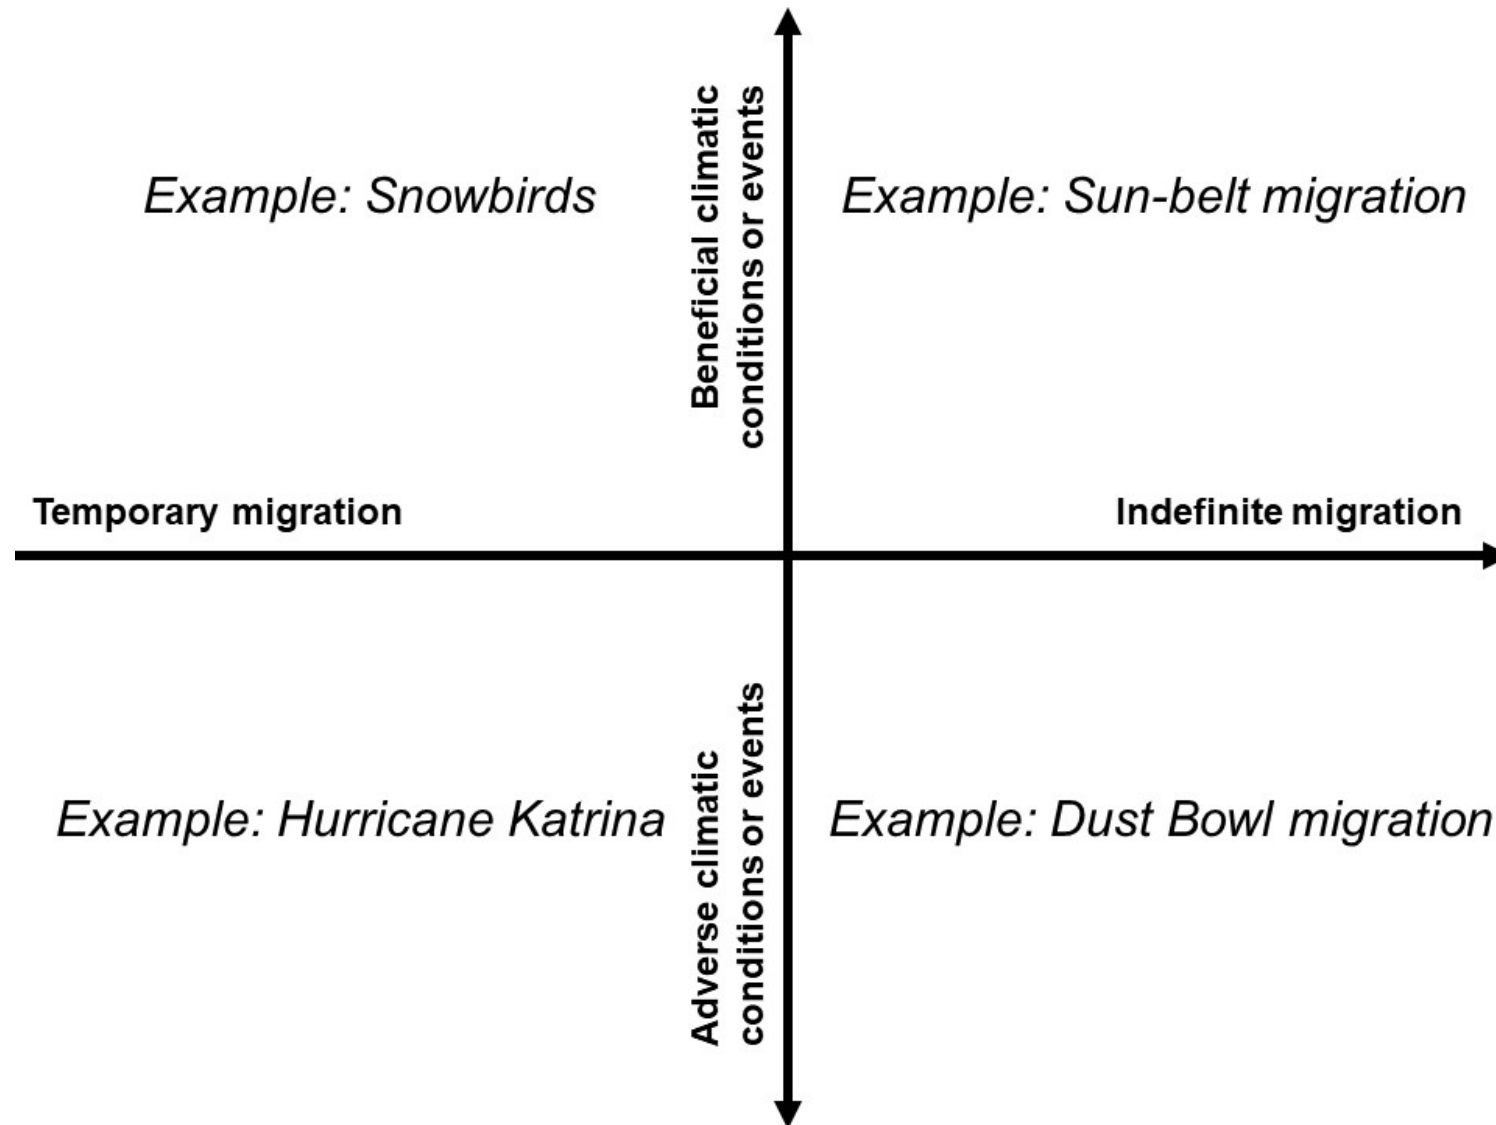 Beneficial climatic
conditions or events
Example: Snowbirds
Example: Sun-belt migration
Temporary migration
Indefinite migration
Adverse climatic
conditions or events
Example: Hurricane Katrina
Example: Dust Bowl migration